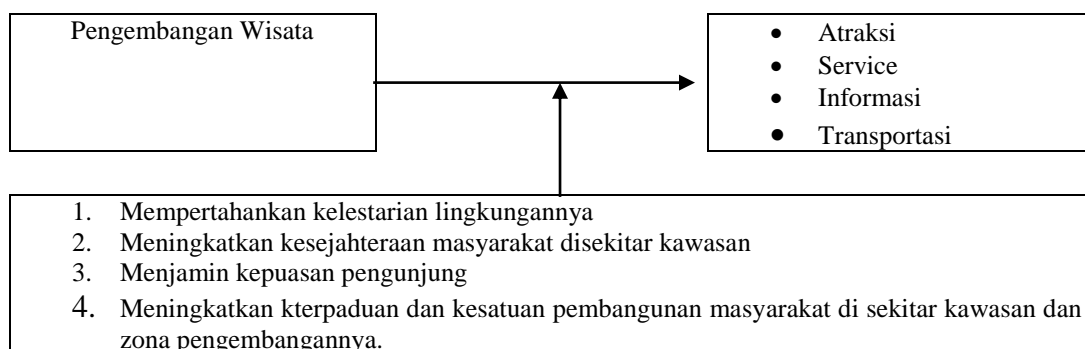 Pengembangan Wisata
• Atraksi
• Service
• Informasi
• Transportasi
1. Mempertahankan kelestarian lingkungannya
2. Meningkatkan kesejahteraan masyarakat disekitar kawasan
3. Menjamin kepuasan pengunjung
4. Meningkatkan kterpaduan dan kesatuan pembangunan masyarakat di sekitar kawasan dan
zona pengembangannya.